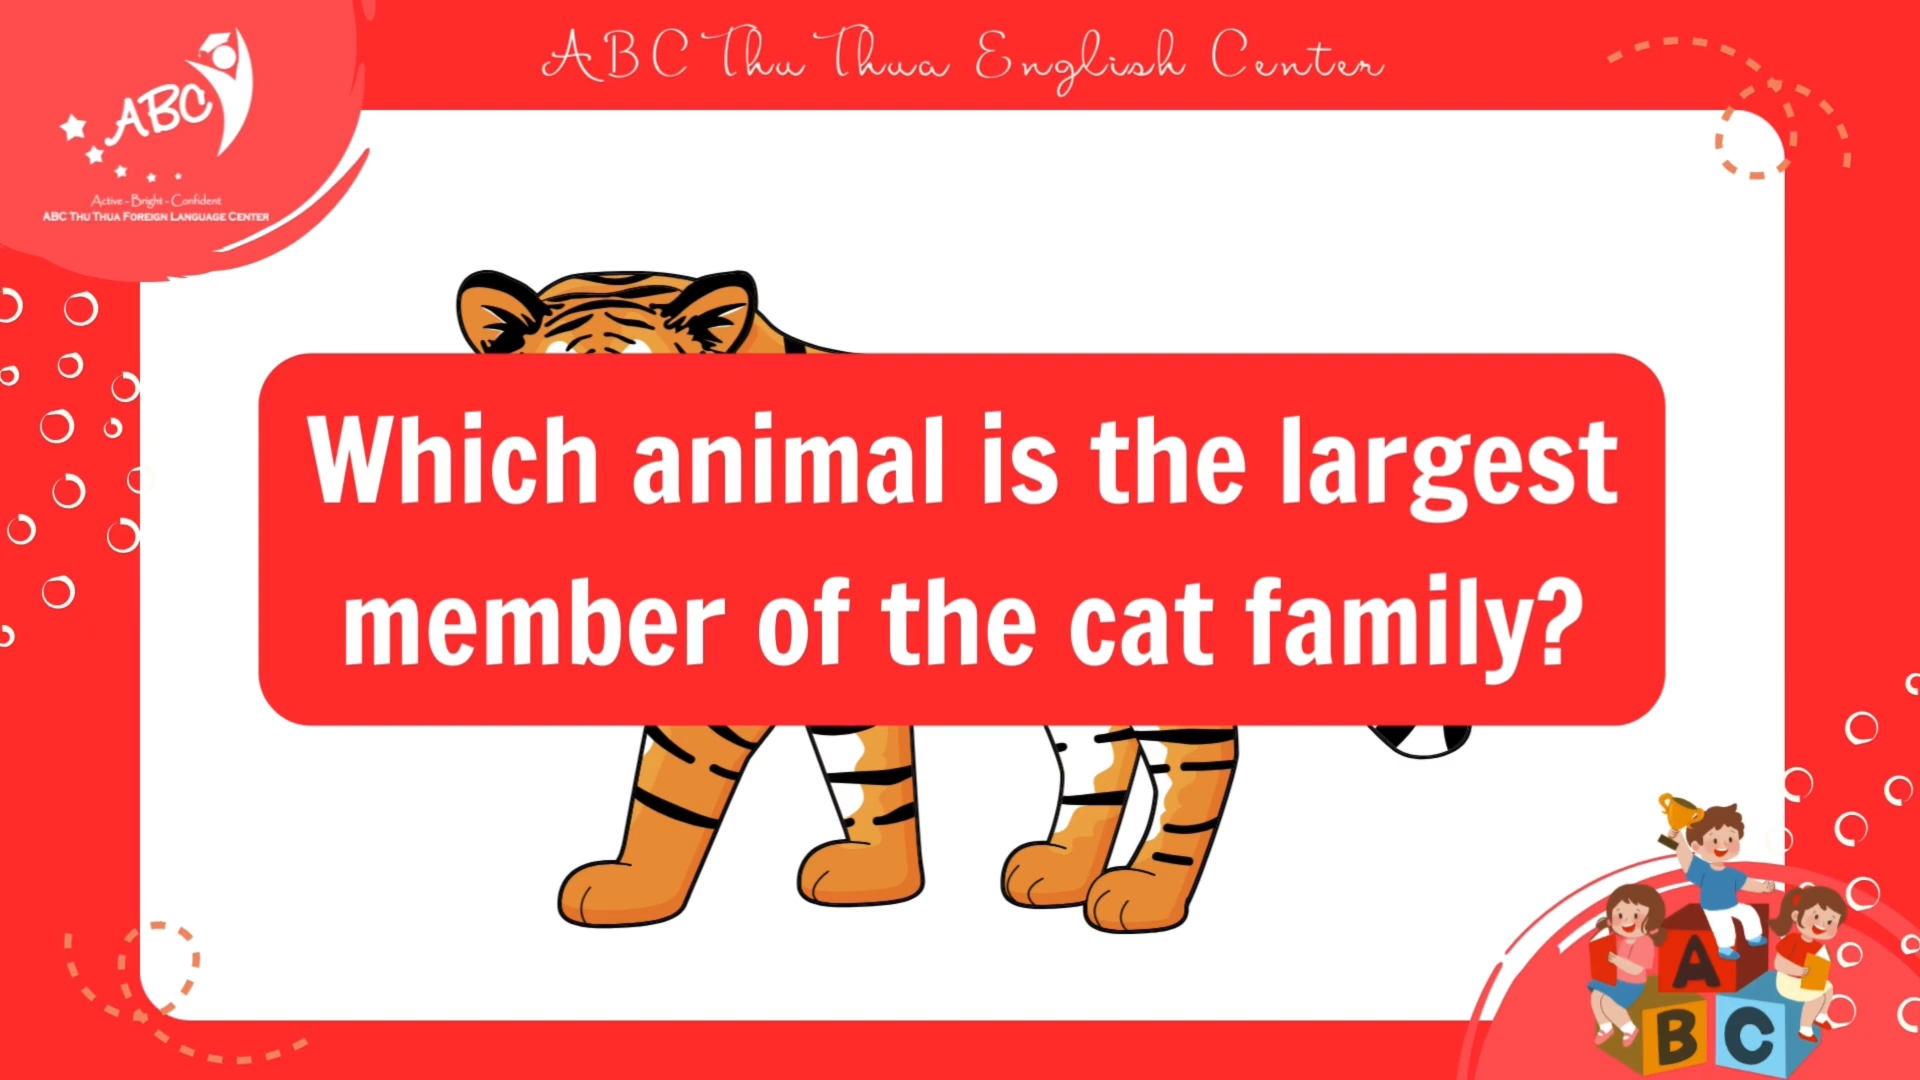 ABC Thu Thua English Center
ABC
Active - Bright - Confident
ABC THU THUA FOREIGN LANGUAGE CENTER
Which animal is the largest
member of the cat family?
A
B C